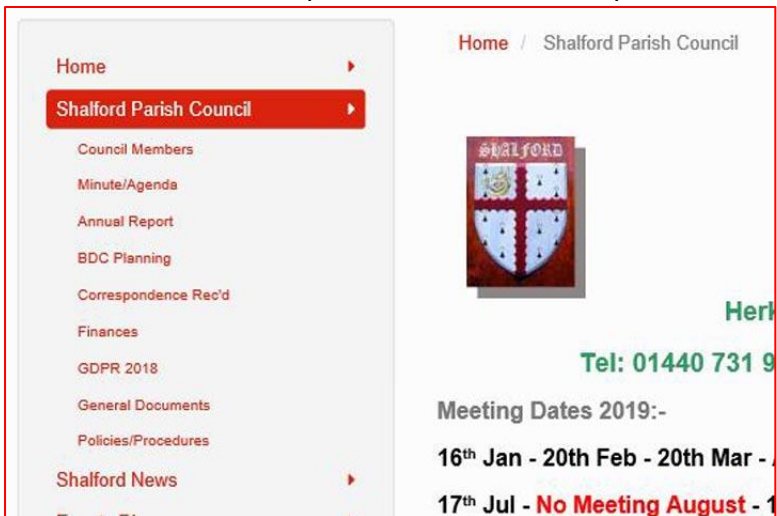 Home
Shalford Parish Council
Council Members
Minute/Agenda
Annual Report
BDC Planning
Correspondence Rec'd
Finances
GDPR 2018
General Documents
Policies/Procedures
Shalford News
Home / Shalford Parish Council
SHALFORD
Tel: 01440 731 9
Meeting Dates 2019:-
16th Jan - 20th Feb - 20th Mar -
17th Jul - No Meeting August - 1